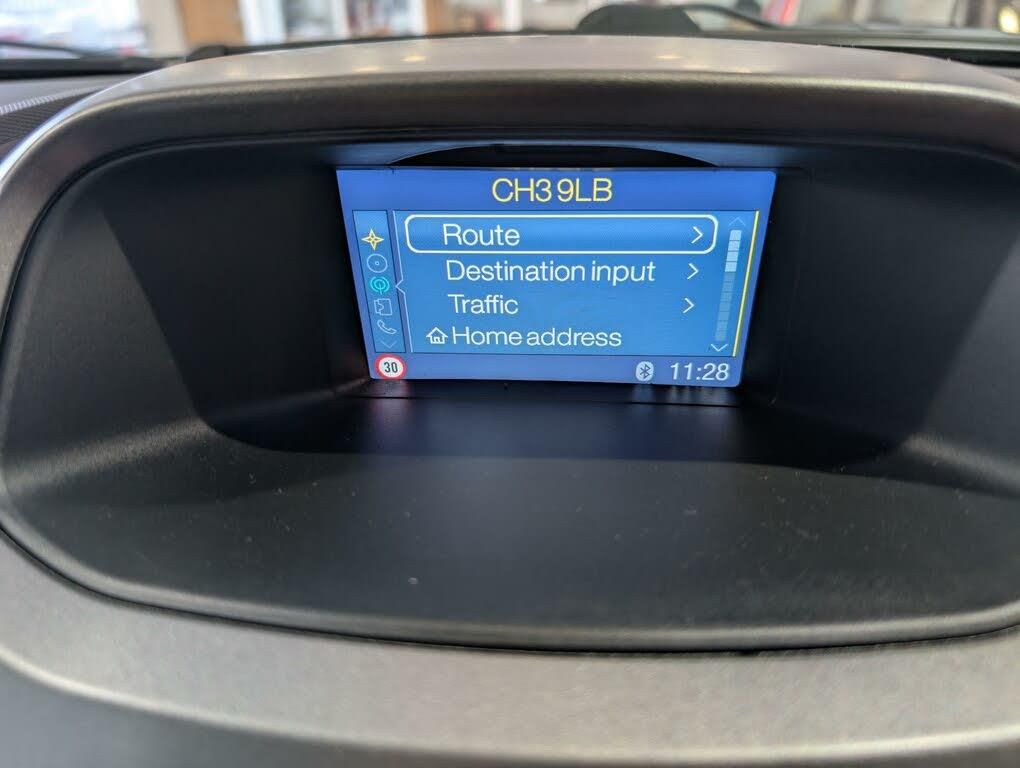 CH3 9LB
Route
Destination input
Traffic
Home address
30
11:28